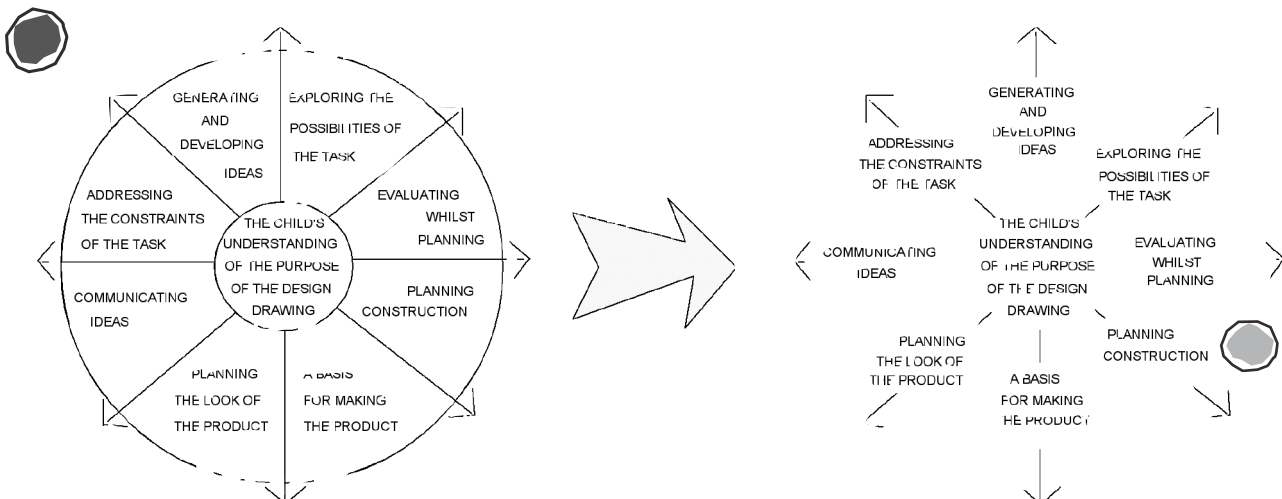 GENERATING
AND
DEVELOPING
IDEAS
EXPLORING THE
POSSIBILITIES OF
THE TASK
ADDRESSING
THE CONSTRAINTS
OF THE TASK
EVALUATING
WHILST
PLANNING
THE CHILD'S
UNDERSTANDING
OF THE PURPOSE
OF THE DESIGN
DRAWING
COMMUNICATING
IDEAS
PLANNING
CONSTRUCTION
PLANNING
THE LOOK OF
THE PRODUCT
A BASIS
FOR MAKING
THE PRODUCT
GENERATING
AND
DEVELOPING
IDEAS
ADDRESSING
THE CONSTRAINTS
OF THE TASK
EXPLORING THE
POSSIBILITIES OF
THE TASK
COMMUNICATING
IDEAS
THE CHILD'S
UNDERSTANDING
OF THE PURPOSE
OF THE DESIGN
DRAWING
EVALUATING
WHILST
PLANNING
PLANNING
THE LOOK OF
THE PRODUCT
A BASIS
FOR MAKING
THE PRODUCT
PLANNING
CONSTRUCTION